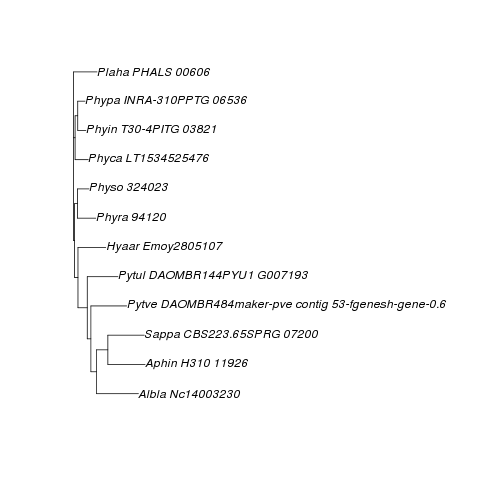 Plaha PHALS 00606
Phypa INRA-310PPTG 06536
Phyin T30-4PITG 03821
Phyca LT1534525476
Physo 324023
Phyra 94120
Hyaar Emoy2805107
Pytul DAOMBR144PYU1 G007193
Pytve DAOMBR484maker-pve contig 53-fgenesh-gene-0.6
Sappa CBS223.65SPRG 07200
Aphin H310 11926
Albla Nc14003230